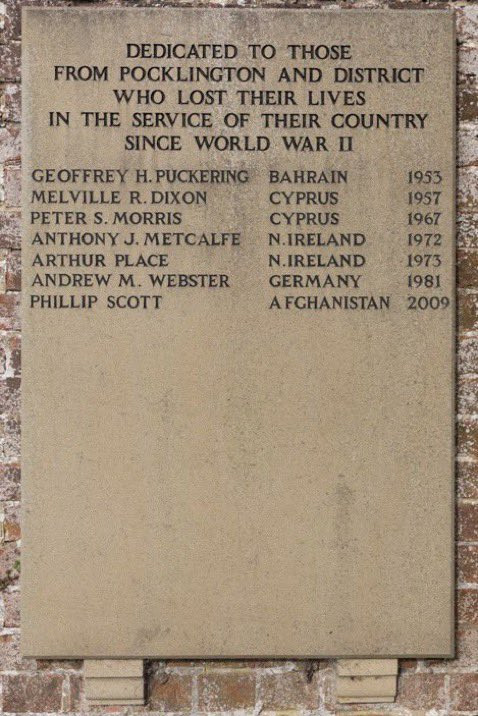 DEDICATED TO THOSE
FROM POCKLINGTON AND DISTRICT
WHO LOST THEIR LIVES
IN THE SERVICE OF THEIR COUNTRY
SINCE WORLD WAR II
GEOFFREY H. PUCKERING BAHRAIN 1953
MELVILLE R. DIXON CYPRUS 1957
PETER S. MORRIS CYPRUS 1967
ANTHONY J. METCALFE N. IRELAND 1972
ARTHUR PLACE N. IRELAND 1973
ANDREW M. WEBSTER GERMANY 1981
PHILLIP SCOTT AFGHANISTAN 2009